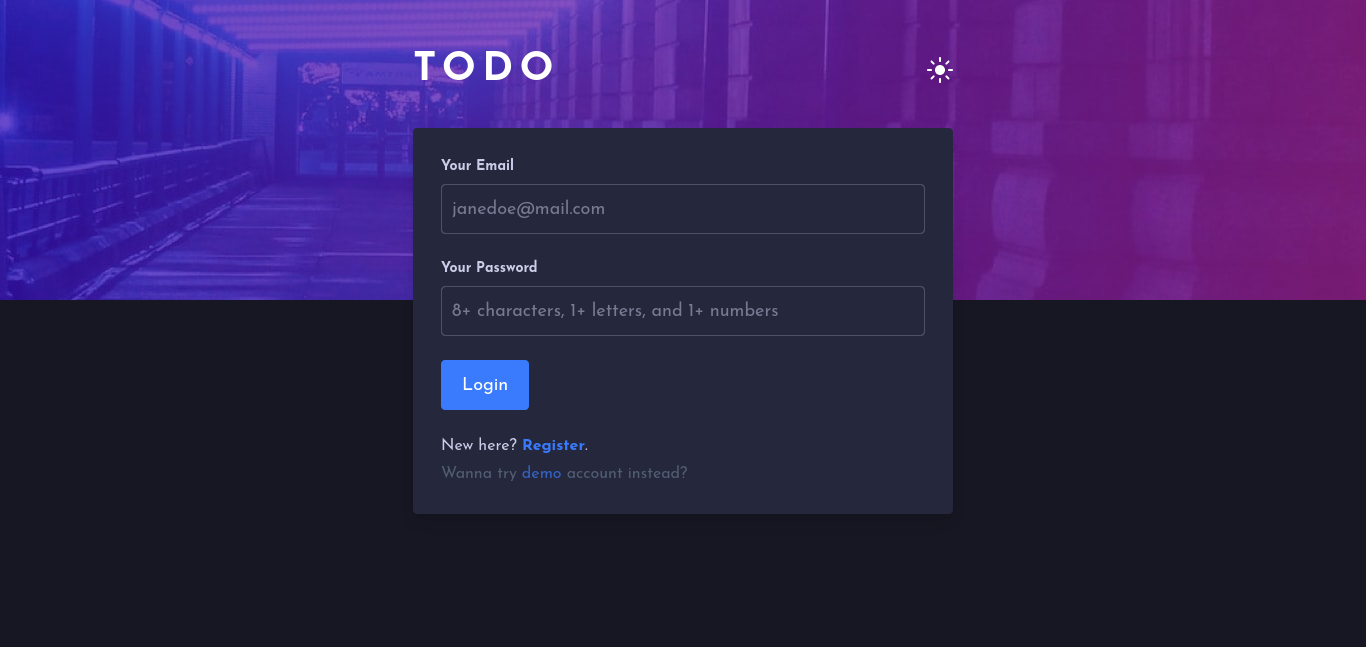 TODO
Your Email
janedoe@mail.com
Your Password
8+ characters, 1+ letters, and 1+ numbers
Login
New here? Register.
Wanna try demo account instead?